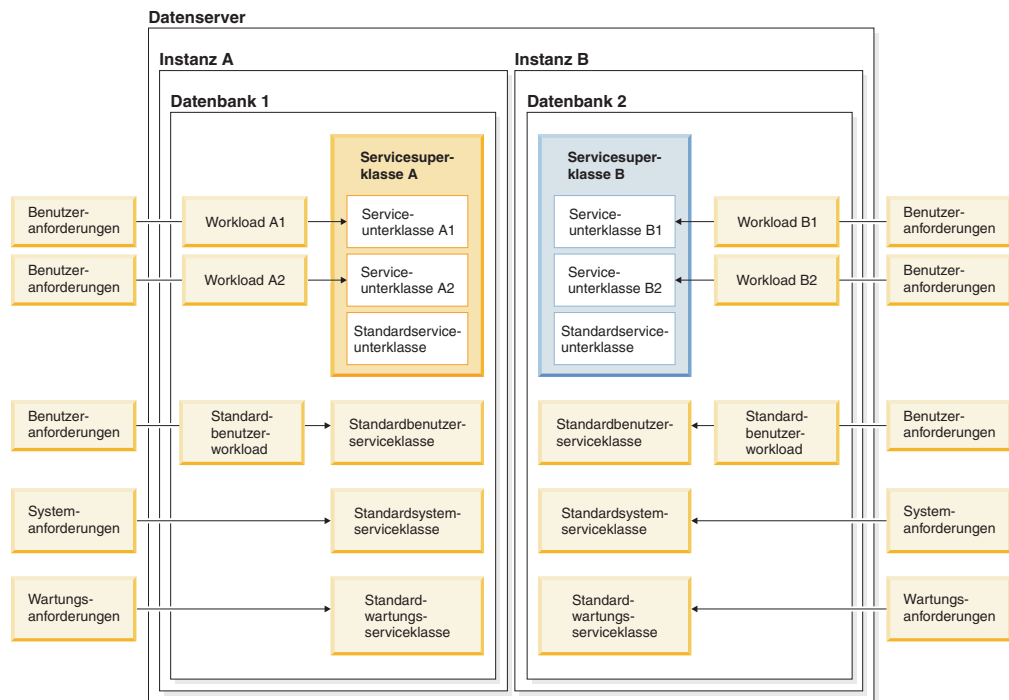 Datenserver
Instanz A
Instanz B
Datenbank 1
Datenbank 2
Servicesuper-
klasse A
Servicesuper-
klasse B
Benutzer-
anforderungen
Workload A1
Service-
unterklasse A1
Service-
unterklasse B1
Workload B1
Benutzer-
anforderungen
Benutzer-
anforderungen
Workload A2
Service-
unterklasse A2
Service-
unterklasse B2
Workload B2
Benutzer-
anforderungen
Standardservice-
unterklasse
Standardservice-
unterklasse
Benutzer-
anforderungen
Standard-
benutzer-
workload
Standardbenutzer-
serviceklasse
Standardbenutzer-
serviceklasse
Standard-
benutzer-
workload
Benutzer-
anforderungen
System-
anforderungen
Standardsystem-
serviceklasse
Standardsystem-
serviceklasse
System-
anforderungen
Wartungs-
anforderungen
Standard-
wartungs-
serviceklasse
Standard-
wartungs-
serviceklasse
Wartungs-
anforderungen